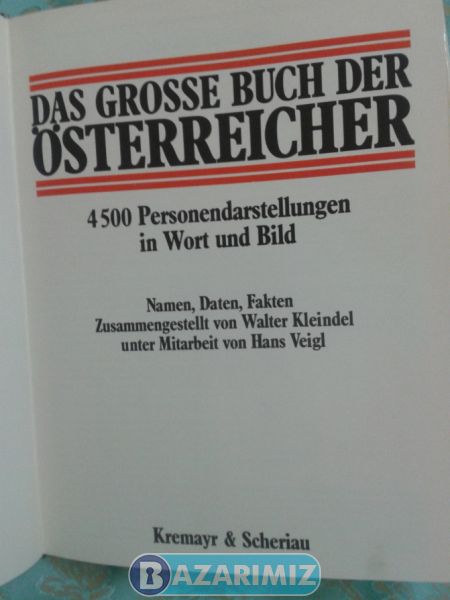 DAS GROSSE BUCH DER
ÖSTERREICHER
4500 Personendarstellungen
in Wort und Bild
Namen, Daten, Fakten
Zusammengestellt von Walter Kleindel
unter Mitarbeit von Hans Veigl
Kremayr & Scheriau
BAZARIMIZ